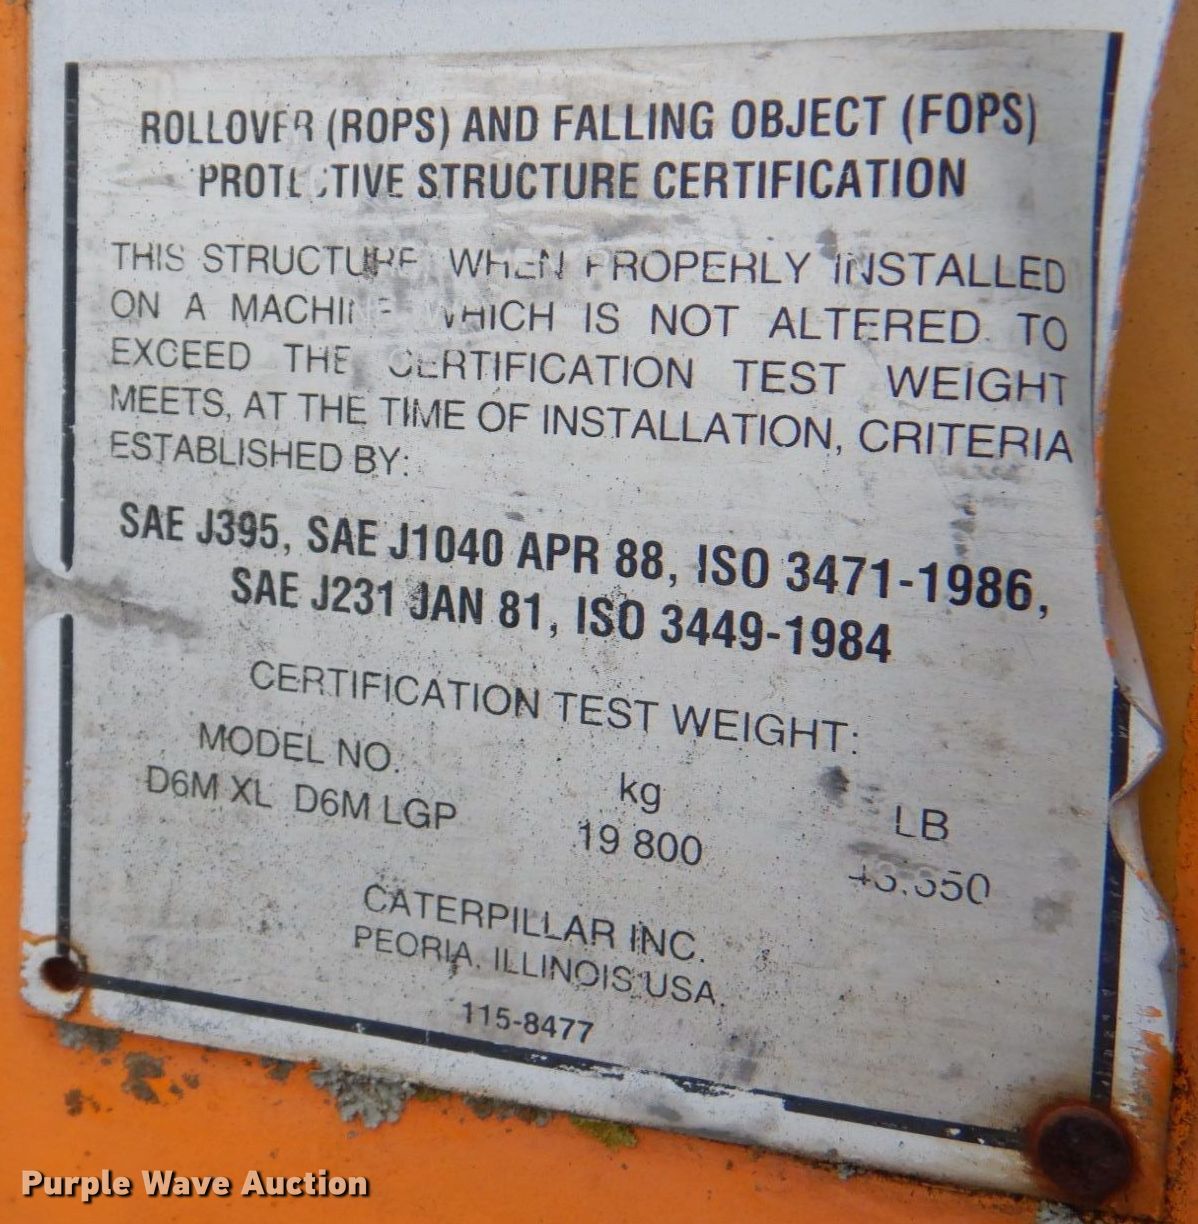 ROLLOVER (ROPS) AND FALLING OBJECT (FOPS)
PROTECTIVE STRUCTURE CERTIFICATION
THIS STRUCTURE WHEN PROPERLY INSTALLED
ON A MACHINE WHICH IS NOT ALTERED TO
EXCEED THE CERTIFICATION TEST WEIGHT
MEETS, AT THE TIME OF INSTALLATION, CRITERIA
ESTABLISHED BY:
SAE J395, SAE J1040 APR 88, ISO 3471-1986,
SAE J231 JAN 81, ISO 3449-1984
CERTIFICATION TEST WEIGHT:
MODEL NO. kg LB
D6M XL D6M LGP 19 800
CATERPILLAR INC.
PEORIA, ILLINOIS USA.
115-8477
Purple Wave Auction